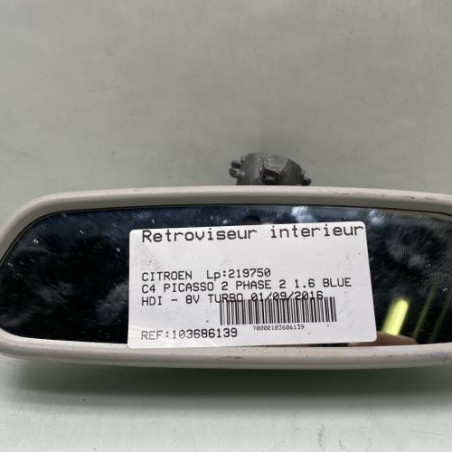 Retroviseur interieur
CITROEN Lp:219750
C4 PICASSO 2 PHASE 2 1.6 BLUE
HDI - 8V TURBO 01/09/2016
REF:103686139
?0000103686139